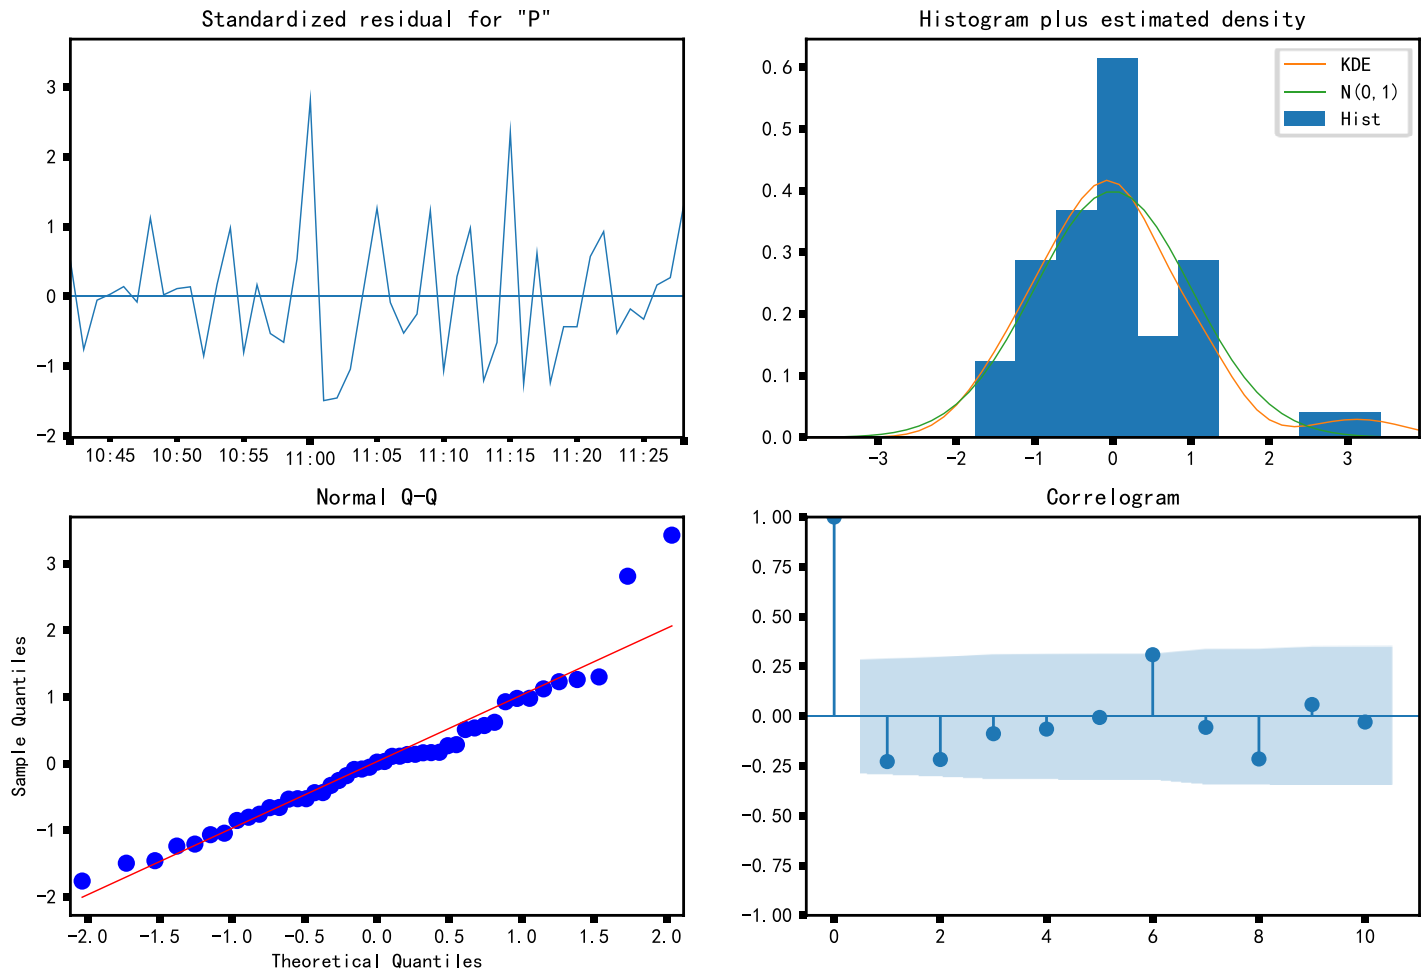 Standardized residual for "P"
3
2
1
0
−1
−2
10:45 10:50 10:55 11:00 11:05 11:10 11:15 11:20 11:25
Histogram plus estimated density
KDE
N(0,1)
Hist
0.6
0.5
0.4
0.3
0.2
0.1
0.0
−3 −2 −1 0 1 2 3
Normal Q−Q
Sample Quantiles
3
2
1
0
−1
−2
−2.0 −1.5 −1.0 −0.5 0.0 0.5 1.0 1.5 2.0
Theoretical Quantiles
Correlogram
1.00
0.75
0.50
0.25
0.00
−0.25
−0.50
−0.75
−1.00
0 2 4 6 8 10